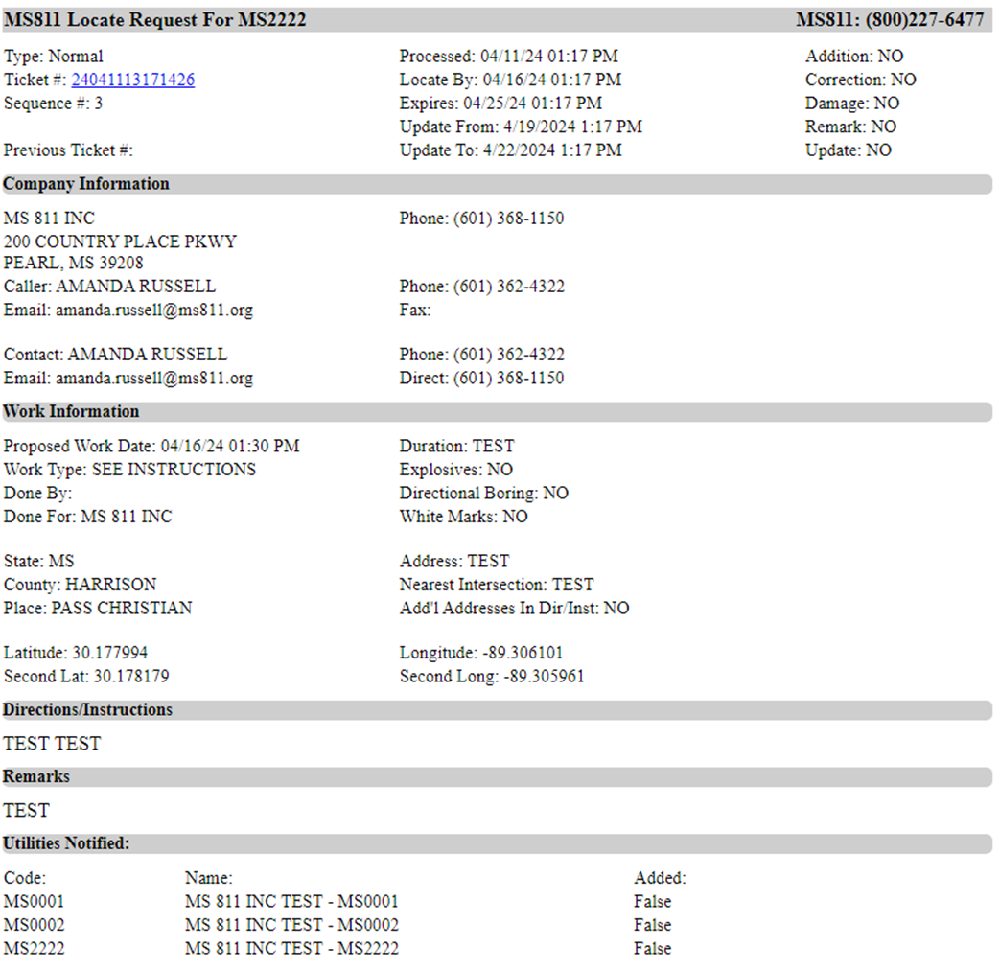 MS811 Locate Request For MS2222 MS811: (800)227-6477
Type: Normal Processed: 04/11/24 01:17 PM Addition: NO
Ticket #: 24041113171426 Locate By: 04/16/24 01:17 PM Correction: NO
Sequence #: 3 Expires: 04/25/24 01:17 PM Damage: NO
Update From: 4/19/2024 1:17 PM Remark: NO
Previous Ticket #: Update To: 4/22/2024 1:17 PM Update: NO
Company Information
MS 811 INC Phone: (601) 368-1150
200 COUNTRY PLACE PKWY
PEARL, MS 39208
Caller: AMANDA RUSSELL Phone: (601) 362-4322
Email: amanda.russell@ms811.org Fax:
Contact: AMANDA RUSSELL Phone: (601) 362-4322
Email: amanda.russell@ms811.org Direct: (601) 368-1150
Work Information
Proposed Work Date: 04/16/24 01:30 PM Duration: TEST
Work Type: SEE INSTRUCTIONS Explosives: NO
Done By: Directional Boring: NO
Done For: MS 811 INC White Marks: NO
State: MS Address: TEST
County: HARRISON Nearest Intersection: TEST
Place: PASS CHRISTIAN Add'l Addresses In Dir/Inst: NO
Latitude: 30.177994 Longitude: -89.306101
Second Lat: 30.178179 Second Long: -89.305961
Directions/Instructions
TEST TEST
Remarks
TEST
Utilities Notified:
Code: Name: Added:
MS0001 MS 811 INC TEST - MS0001 False
MS0002 MS 811 INC TEST - MS0002 False
MS2222 MS 811 INC TEST - MS2222 False